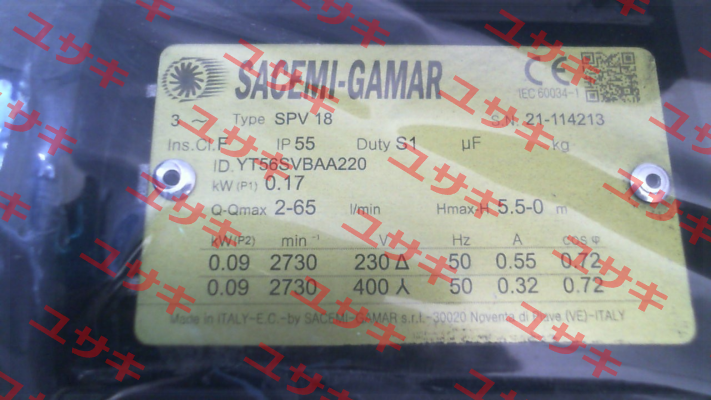 SACEMI-GAMAR
CE
IEC 60034-1
3 ~ Type SPV 18 S.N. 21-114213
Ins.Cl.F IP 55 Duty S1 µF kg
ID. YT56SVBAA220
kW (P1) 0.17
Q-Qmax 2-65 l/min Hmax-H 5.5-0 m
kW(P2) min⁻¹ V Hz A cos φ
0.09 2730 230 Δ 50 0.55 0.72
0.09 2730 400 ⅄ 50 0.32 0.72
Made in ITALY-E.C.-by SACEMI-GAMAR s.r.l.-30020 Noventa di Piave (VE)-ITALY
ユサキ